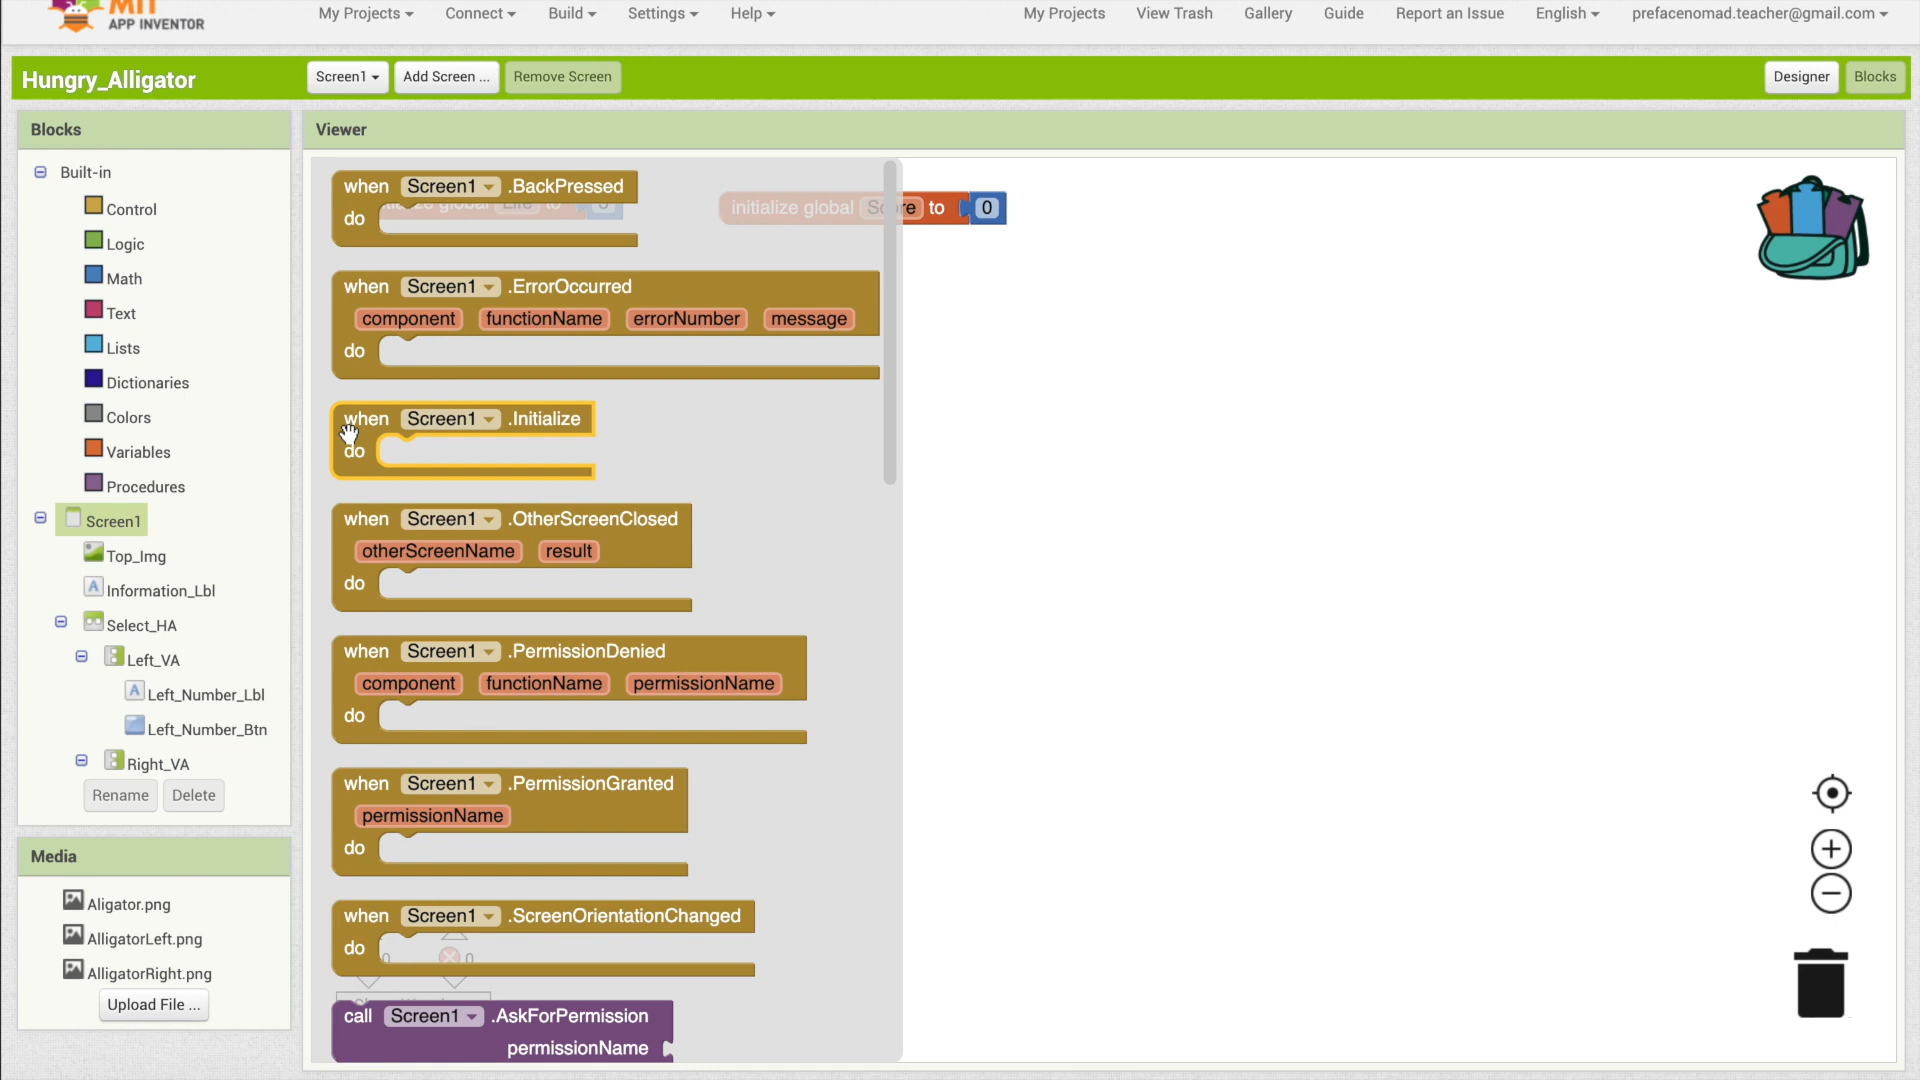 MIT
APP INVENTOR
My Projects Connect Build Settings Help My Projects View Trash Gallery Guide Report an Issue English prefacenomad.teacher@gmail.com
Hungry_Alligator Screen1 Add Screen ... Remove Screen Designer Blocks
Blocks
Built-in
Control
Logic
Math
Text
Lists
Dictionaries
Colors
Variables
Procedures
Screen1
Top_Img
Information_Lbl
Select_HA
Left_VA
Left_Number_Lbl
Left_Number_Btn
Right_VA
Rename Delete
Media
Aligator.png
AlligatorLeft.png
AlligatorRight.png
Upload File ...
Viewer
when Screen1 .BackPressed
do
initialize global Score to 0
when Screen1 .ErrorOccurred
component functionName errorNumber message
do
when Screen1 .Initialize
do
when Screen1 .OtherScreenClosed
otherScreenName result
do
when Screen1 .PermissionDenied
component functionName permissionName
do
when Screen1 .PermissionGranted
permissionName
do
when Screen1 .ScreenOrientationChanged
do
0 0
call Screen1 .AskForPermission
permissionName